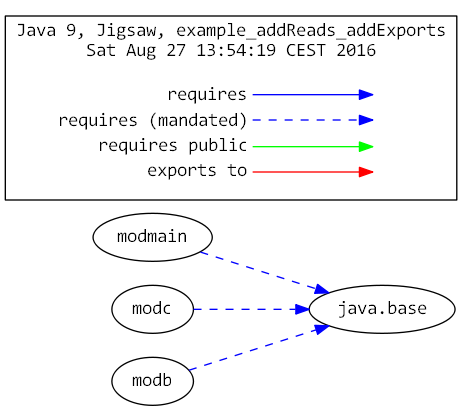 Java 9, Jigsaw, example_addReads_addExports
Sat Aug 27 13:54:19 CEST 2016
requires
requires (mandated)
requires public
exports to
modmain
modc
java.base
modb